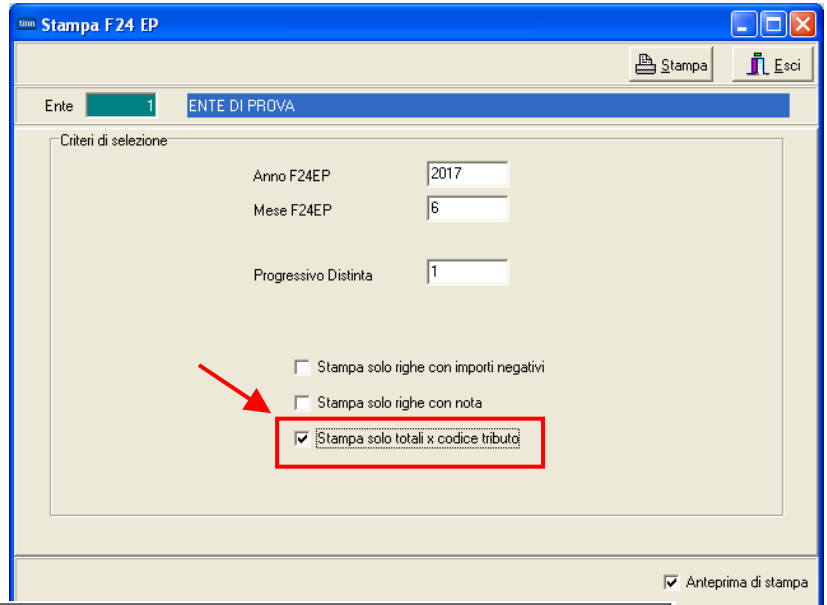 tinn Stampa F24 EP
Stampa Esci
Ente 1 ENTE DI PROVA
Criteri di selezione
Anno F24EP 2017
Mese F24EP 6
Progressivo Distinta 1
Stampa solo righe con importi negativi
Stampa solo righe con nota
Stampa solo totali x codice tributo
Anteprima di stampa